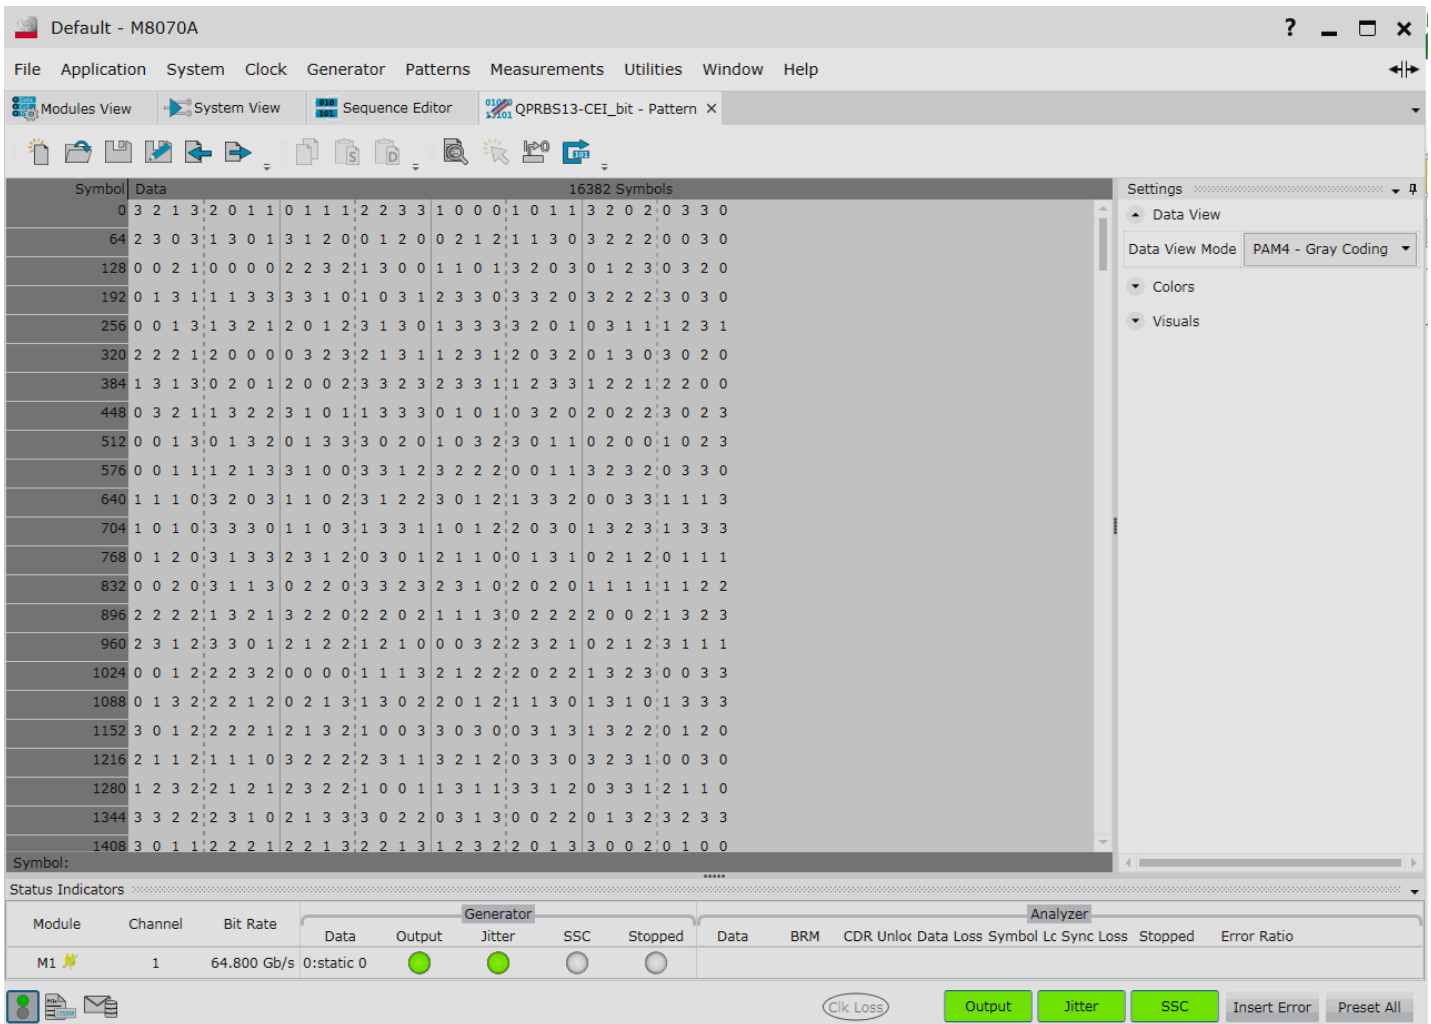 Default - M8070A
?
File Application System Clock Generator Patterns Measurements Utilities Window Help
Modules View System View Sequence Editor QPRBS13-CEI_bit - Pattern
Symbol Data 16382 Symbols
0 3 2 1 3 2 0 1 1 0 1 1 1 2 2 3 3 1 0 0 0 1 0 1 1 3 2 0 2 0 3 3 0
64 2 3 0 3 1 3 0 1 3 1 2 0 0 1 2 0 0 2 1 2 1 1 3 0 3 2 2 2 0 0 3 0
128 0 0 2 1 0 0 0 0 2 2 3 2 1 3 0 0 1 1 0 1 3 2 0 3 0 1 2 3 0 3 2 0
192 0 1 3 1 1 1 3 3 3 3 1 0 1 0 3 1 2 3 3 0 3 3 2 0 3 2 2 2 3 0 3 0
256 0 0 1 3 1 3 2 1 2 0 1 2 3 1 3 0 1 3 3 3 3 2 0 1 0 3 1 1 1 2 3 1
320 2 2 2 1 2 0 0 0 0 3 2 3 2 1 3 1 1 2 3 1 2 0 3 2 0 1 3 0 3 0 2 0
384 1 3 1 3 0 2 0 1 2 0 0 2 3 3 2 3 2 3 3 1 1 2 3 3 1 2 2 1 2 2 0 0
448 0 3 2 1 1 3 2 2 3 1 0 1 1 3 3 3 0 1 0 1 0 3 2 0 2 0 2 2 3 0 2 3
512 0 0 1 3 0 1 3 2 0 1 3 3 3 0 2 0 1 0 3 2 3 0 1 1 0 2 0 0 1 0 2 3
576 0 0 1 1 1 2 1 3 3 1 0 0 3 3 1 2 3 2 2 2 0 0 1 1 3 2 3 2 0 3 3 0
640 1 1 1 0 3 2 0 3 1 1 0 2 3 1 2 2 3 0 1 2 1 3 3 2 0 0 3 3 1 1 1 3
704 1 0 1 0 3 3 3 0 1 1 0 3 1 3 3 1 1 0 1 2 2 0 3 0 1 3 2 3 1 3 3 3
768 0 1 2 0 3 1 3 3 2 3 1 2 0 3 0 1 2 1 1 0 0 1 3 1 0 2 1 2 0 1 1 1
832 0 0 2 0 3 1 1 3 0 2 2 0 3 3 2 3 2 3 1 0 2 0 2 0 1 1 1 1 1 1 2 2
896 2 2 2 2 1 3 2 1 3 2 2 0 2 2 0 2 1 1 1 3 0 2 2 2 2 0 0 2 1 3 2 3
960 2 3 1 2 3 3 0 1 2 1 2 2 1 2 1 0 0 0 3 2 2 3 2 1 0 2 1 2 3 1 1 1
1024 0 0 1 2 2 2 3 2 0 0 0 0 1 1 1 3 2 1 2 2 2 0 2 2 1 3 2 3 0 0 3 3
1088 0 1 3 2 2 2 1 2 0 2 1 3 1 3 0 2 2 0 1 2 1 1 3 0 1 3 1 0 1 3 3 3
1152 3 0 1 2 2 2 2 1 2 1 3 2 1 0 0 3 3 0 3 0 0 3 1 3 1 3 2 2 0 1 2 0
1216 2 1 1 2 1 1 1 0 3 2 2 2 2 3 1 1 3 2 1 2 0 3 3 0 3 2 3 1 0 0 3 0
1280 1 2 3 2 2 1 2 1 2 3 2 2 1 0 0 1 1 3 1 1 3 3 1 2 0 3 3 1 2 1 1 0
1344 3 3 2 2 2 3 1 0 2 1 3 3 3 0 2 2 0 3 1 3 0 0 2 2 0 1 3 2 3 2 3 3
1408 3 0 1 1 2 2 2 1 2 2 1 3 2 2 1 3 1 2 3 2 2 0 1 3 3 0 0 2 0 1 0 0
Symbol:
Settings
Data View
Data View Mode PAM4 - Gray Coding
Colors
Visuals
Status Indicators
Generator Analyzer
Module Channel Bit Rate Data Output Jitter SSC Stopped Data BRM CDR Unloc Data Loss Symbol Lc Sync Loss Stopped Error Ratio
M1 1 64.800 Gb/s 0:static 0
Clk Loss Output Jitter SSC Insert Error Preset All